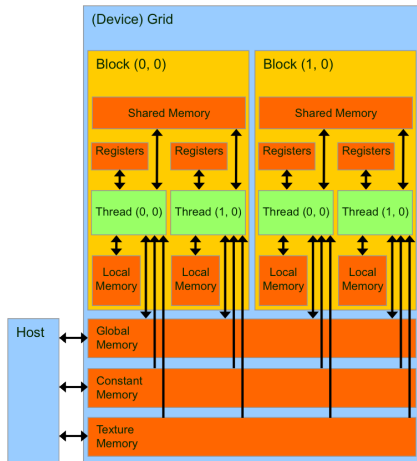 (Device) Grid
Block (0, 0)
Block (1, 0)
Shared Memory
Shared Memory
Registers
Registers
Registers
Registers
Thread (0, 0)
Thread (1, 0)
Thread (0, 0)
Thread (1, 0)
Local
Memory
Local
Memory
Local
Memory
Local
Memory
Host
Global
Memory
Constant
Memory
Texture
Memory